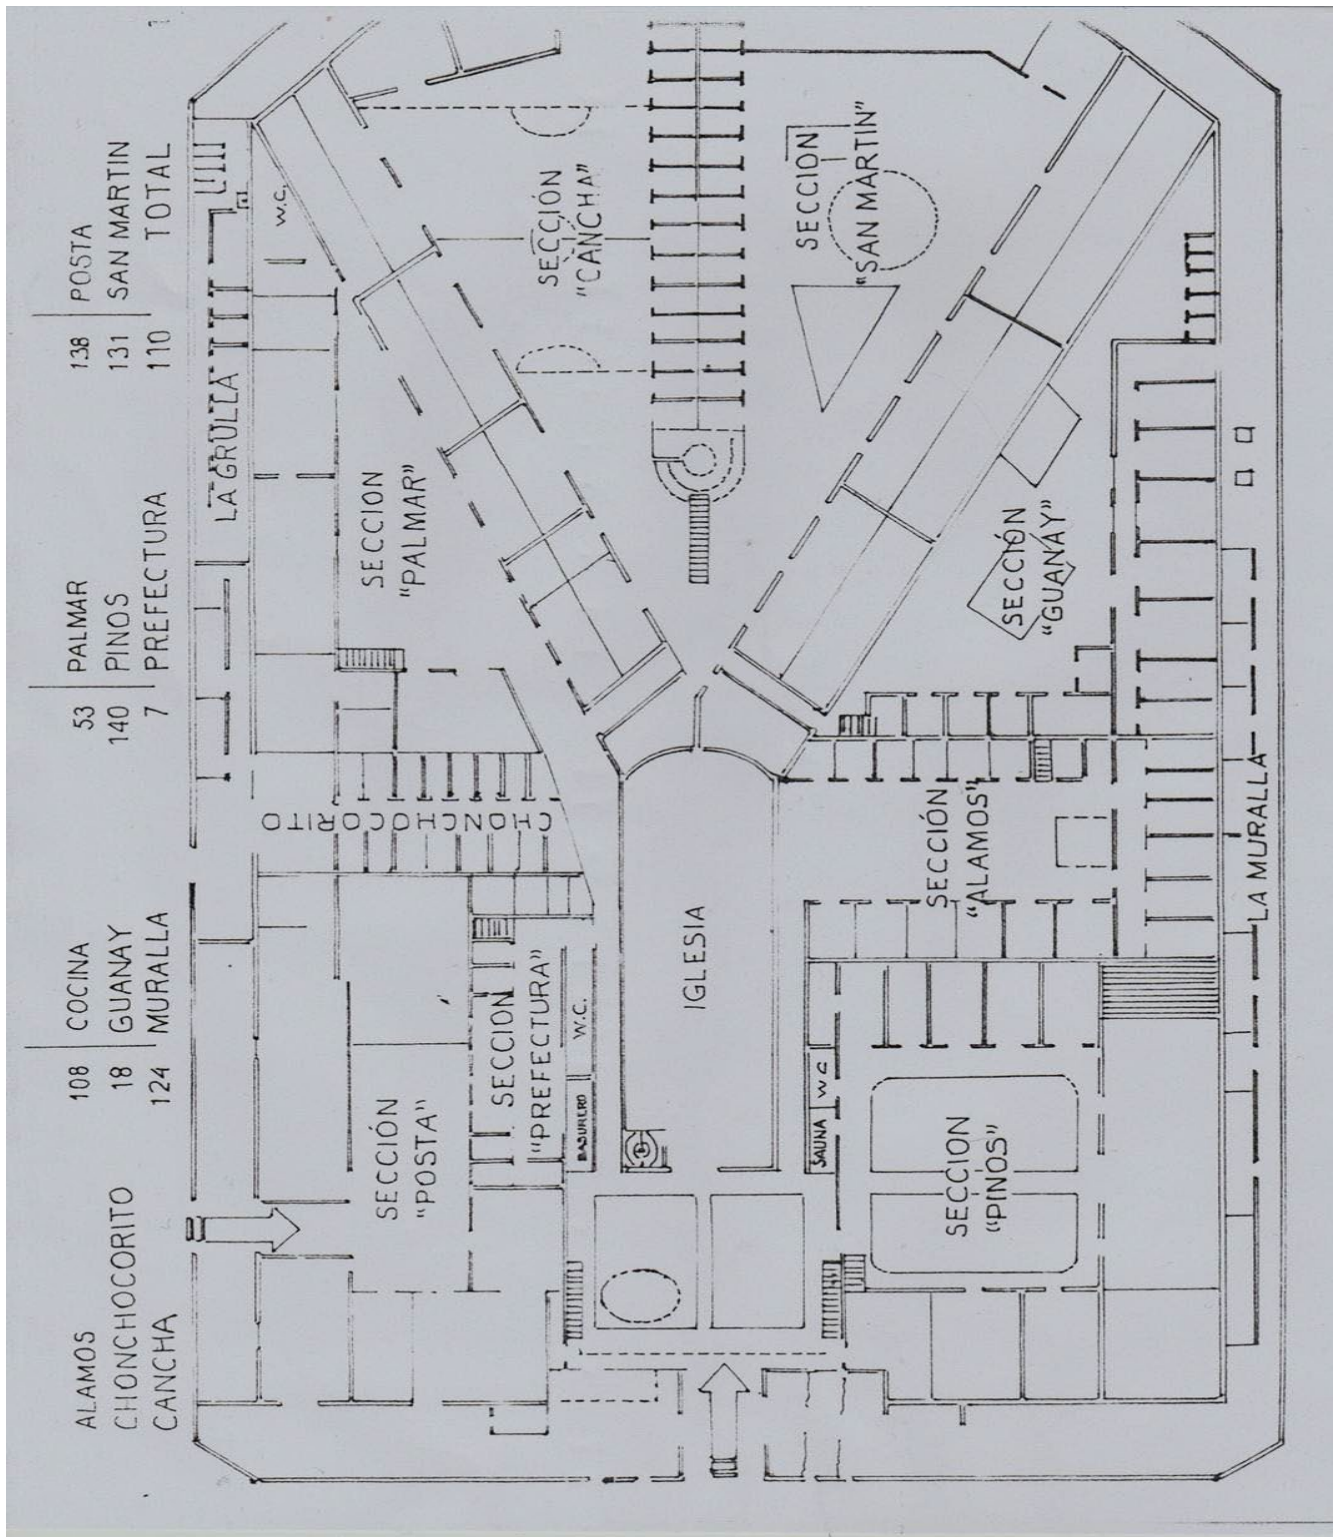 ALAMOS 108 COCINA 53 PALMAR 138 POSTA
CHONCHOCORITO 18 GUANAY 140 PINOS 131 SAN MARTIN
CANCHA 124 MURALLA 7 PREFECTURA 110 TOTAL
LA GRULLA
W.C.
CHONCHOCORITO
SECCION
"PALMAR"
SECCIÓN
"CANCHA"
SECCIÓN
"POSTA"
SECCION
"PREFECTURA"
W.C.
BASURERO
IGLESIA
SECCION
"SAN MARTIN"
SAUNA
WC
SECCIÓN
"ALAMOS"
SECCION
"PINOS"
SECCIÓN
"GUANAY"
LA MURALLA